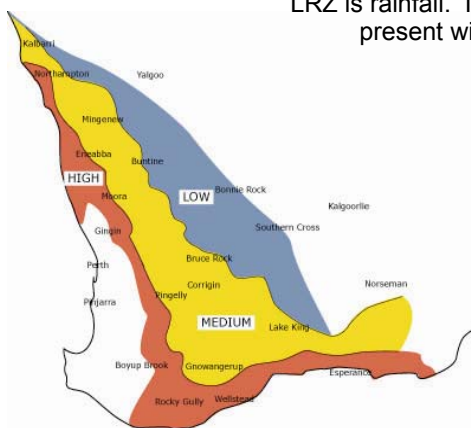 LRZ is rainfall.
present wi
Kalbarri
Northampton
Yalgoo
Mingenew
Eneabba
Buntine
HIGH
LOW
Bonnie Rock
Moora
Kalgoorlie
Gingin
Southern Cross
Perth
Bruce Rock
Corrigin
Norseman
Pinjarra
Pingelly
MEDIUM
Lake King
Boyup Brook
Gnowangerup
Esperance
Rocky Gully
Wellstead